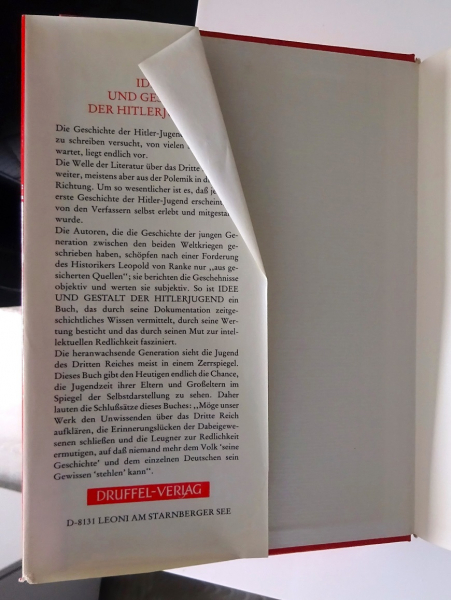 UND GES
DER HITLERJU
Die Geschichte der Hitler-Jugend
zu schreiben versucht, von vielen
wartet, liegt endlich vor.
Die Welle der Literatur über das Dritte
weiter, meistens aber aus der Polemik in
Richtung. Um so wesentlicher ist es, daß
erste Geschichte der Hitler-Jugend erschein
von den Verfassern selbst erlebt und mitgestal
wurde.
Die Autoren, die die Geschichte der jungen Ge-
neration zwischen den beiden Weltkriegen ge-
schrieben haben, schöpfen nach einer Forderung
des Historikers Leopold von Ranke nur „aus ge-
sicherten Quellen“; sie berichten die Geschehnisse
objektiv und werten sie subjektiv. So ist IDEE
UND GESTALT DER HITLERJUGEND ein
Buch, das durch seine Dokumentation zeitge-
schichtliches Wissen vermittelt, durch seine Wer-
tung besticht und das durch seinen Mut zur intel-
lektuellen Redlichkeit fasziniert.
Die heranwachsende Generation sieht die Jugend
des Dritten Reiches meist in einem Zerrspiegel.
Dieses Buch gibt den Heutigen endlich die Chance,
die Jugendzeit ihrer Eltern und Großeltern im
Spiegel der Selbstdarstellung zu sehen. Daher
lauten die Schlußsätze dieses Buches: „Möge unser
Werk den Unwissenden über das Dritte Reich
aufklären, die Erinnerungslücken der Dabeigewe-
senen schließen und die Leugner zur Redlichkeit
ermutigen, auf daß niemand mehr dem Volk ‚seine
Geschichte‘ und dem einzelnen Deutschen sein
Gewissen ‚stehlen‘ kann“.
DRUFFEL-VERLAG
D-8131 LEONI AM STARNBERGER SEE